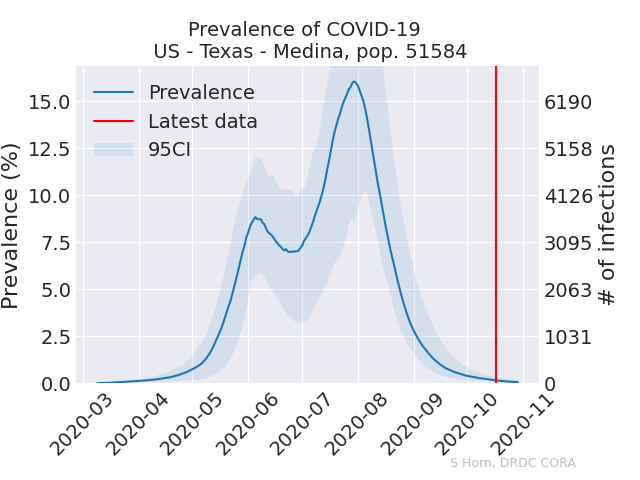 Prevalence of COVID-19
US - Texas - Medina, pop. 51584
Prevalence
Latest data
95CI
Prevalence (%)
15.0
12.5
10.0
7.5
5.0
2.5
0.0
6190
5158
4126
3095
2063
1031
0
# of infections
2020-03
2020-04
2020-05
2020-06
2020-07
2020-08
2020-09
2020-10
2020-11
S Horn, DRDC CORA